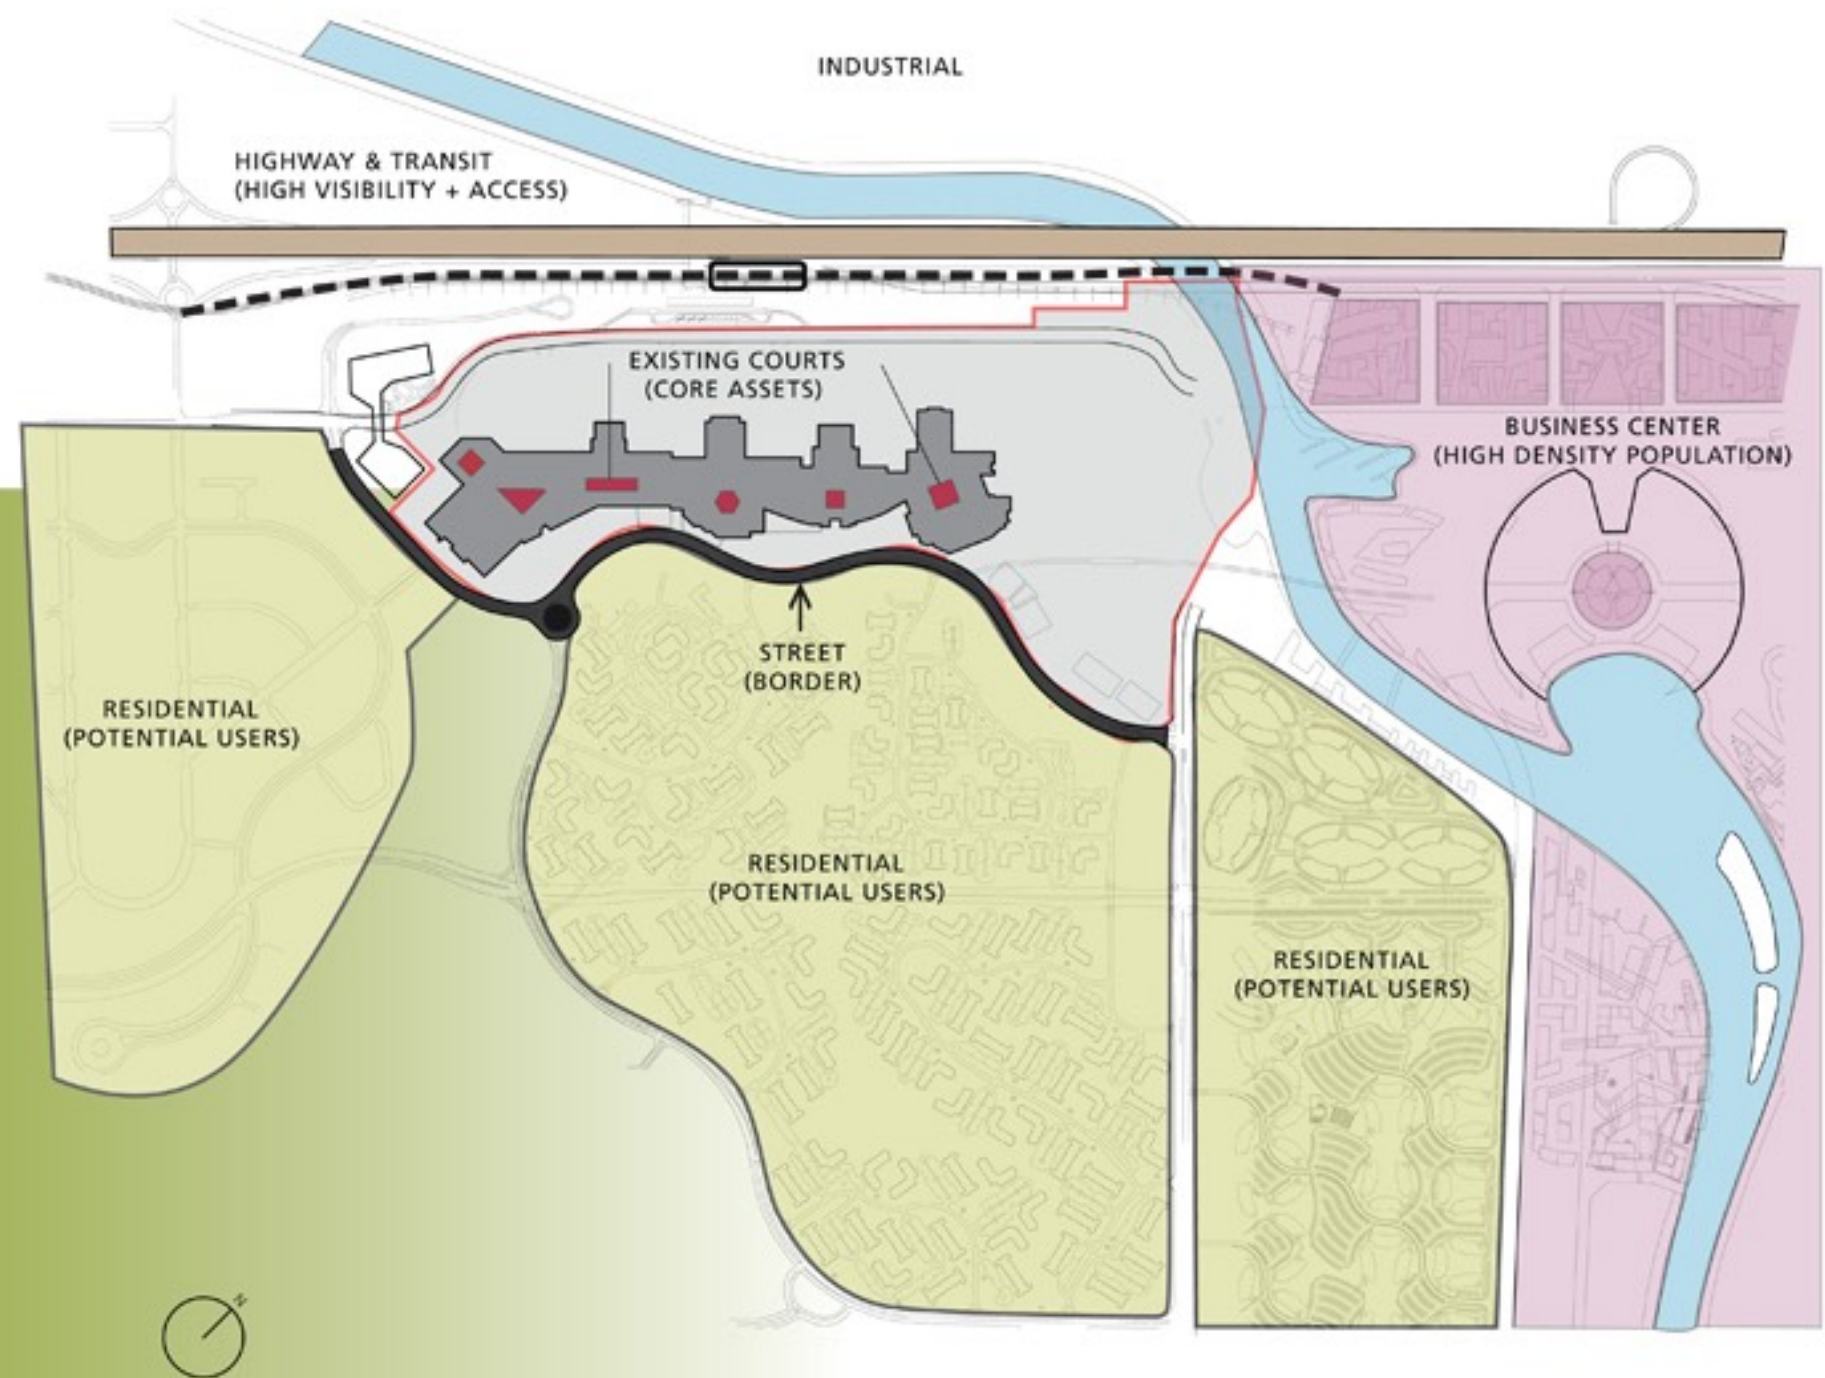 INDUSTRIAL
HIGHWAY & TRANSIT
(HIGH VISIBILITY + ACCESS)
EXISTING COURTS
(CORE ASSETS)
BUSINESS CENTER
(HIGH DENSITY POPULATION)
STREET
(BORDER)
RESIDENTIAL
(POTENTIAL USERS)
RESIDENTIAL
(POTENTIAL USERS)
RESIDENTIAL
(POTENTIAL USERS)
N